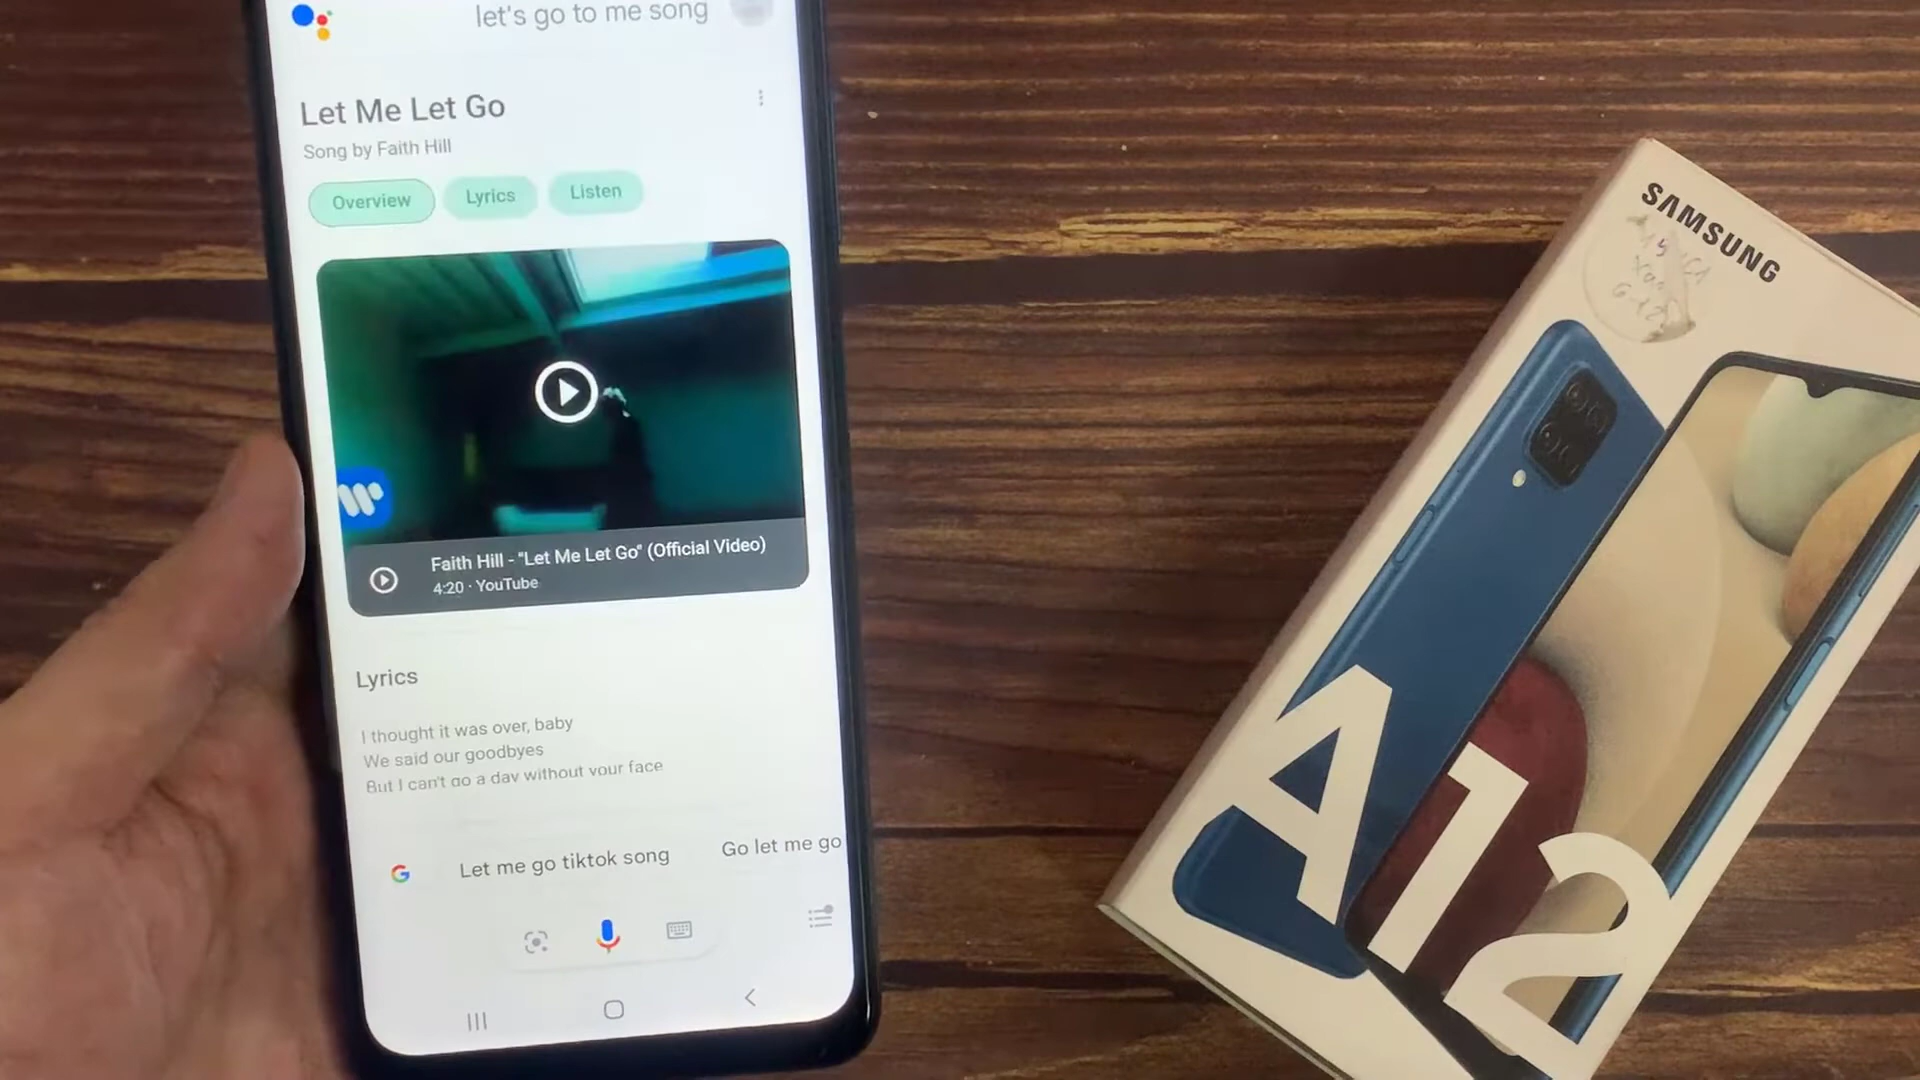 let's go to me song
Let Me Let Go
Song by Faith Hill
Overview
Lyrics
Listen
Faith Hill - "Let Me Let Go" (Official Video)
4:20 · YouTube
Lyrics
I thought it was over, baby
We said our goodbyes
But I can't go a day without your face
Let me go tiktok song
Go let me go
SAMSUNG
A12